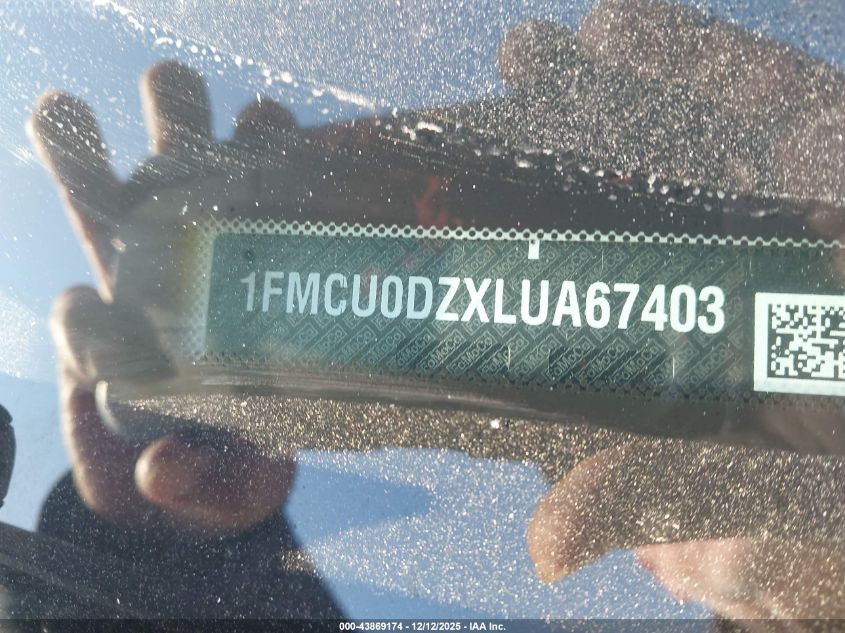 1FMCU0DZXLUA67403
000-43869174 - 12/12/2025 - IAA Inc.